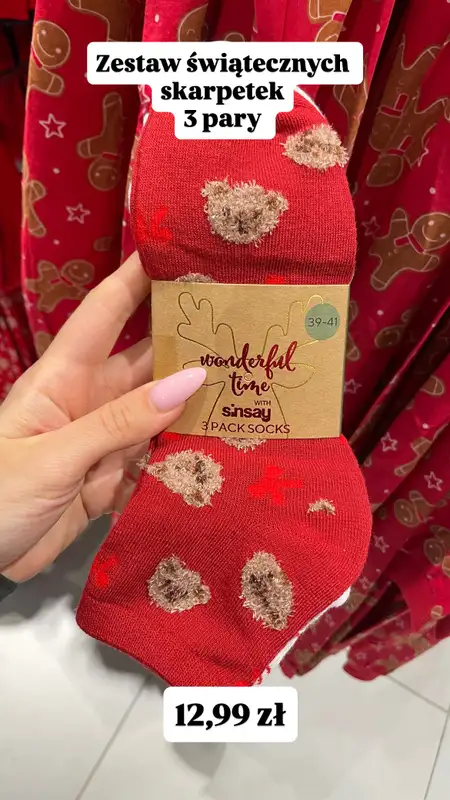 Zestaw świątecznych
skarpetek
3 pary
39-41
wonderful
time
WITH
sinsay
3 PACK SOCKS
12,99 zł